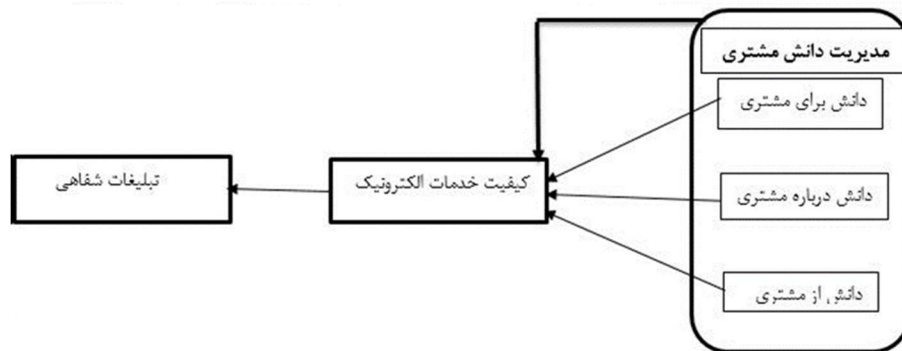 مدیریت دانش مشتری
دانش برای مشتری
دانش درباره مشتری
دانش از مشتری
کیفیت خدمات الکترونیک
تبلیغات شفاهی